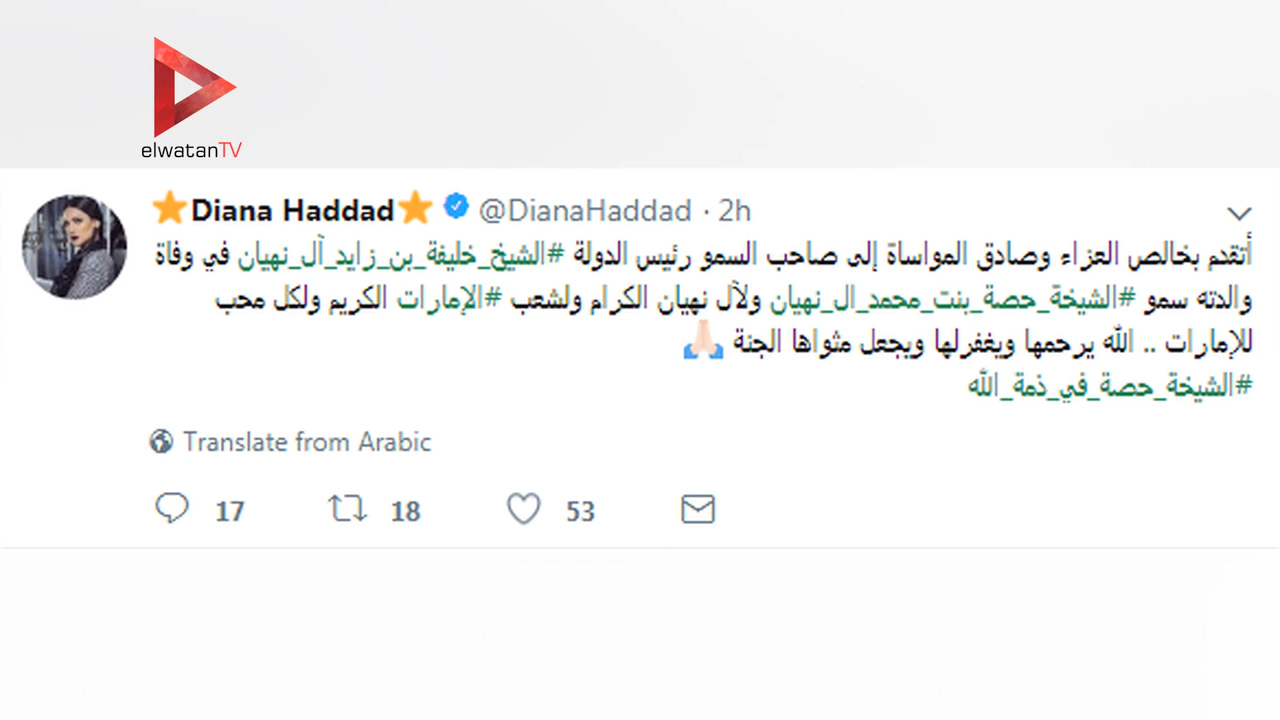 elwatanTV
⭐Diana Haddad⭐ @DianaHaddad · 2h
أتقدم بخالص العزاء وصادق المواساة إلى صاحب السمو رئيس الدولة #الشيخ_خليفة_بن_زايد_آل_نهيان في وفاة
والدته سمو #الشيخة_حصة_بنت_محمد_ال_نهيان ولآل نهيان الكرام ولشعب #الإمارات الكريم ولكل محب
للإمارات .. الله يرحمها ويغفرلها ويجعل مثواها الجنة 🙏🏻
#الشيخة_حصة_في_ذمة_الله
Translate from Arabic
17 18 53